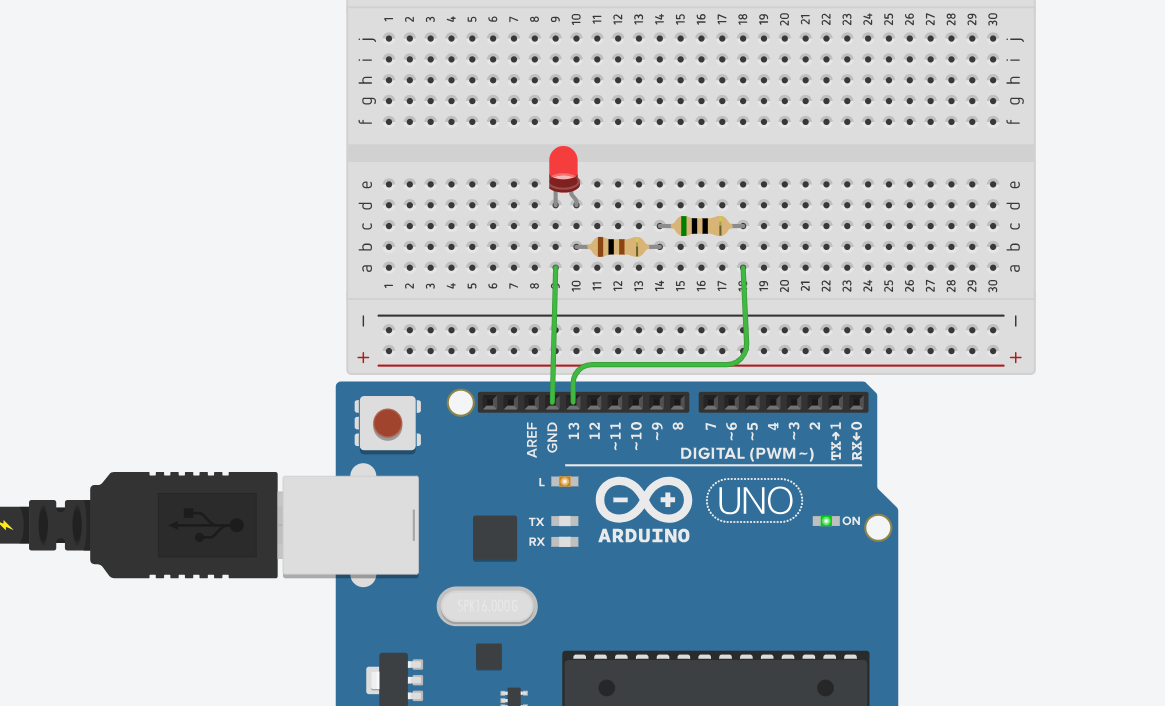 1 2 3 4 5 6 7 8 9 10 11 12 13 14 15 16 17 18 19 20 21 22 23 24 25 26 27 28 29 30
j j
i i
h h
g g
f f
e e
d d
c c
b b
a a
1 2 3 4 5 6 7 8 9 10 11 12 13 14 15 16 17 18 19 20 21 22 23 24 25 26 27 28 29 30
− −
+ +
AREF GND 13 12 ~11 ~10 ~9 8 7 ~6 ~5 4 ~3 2 TX→1 RX←0
DIGITAL (PWM~)
L
UNO
TX
ON
ARDUINO
RX
SPK16.000G